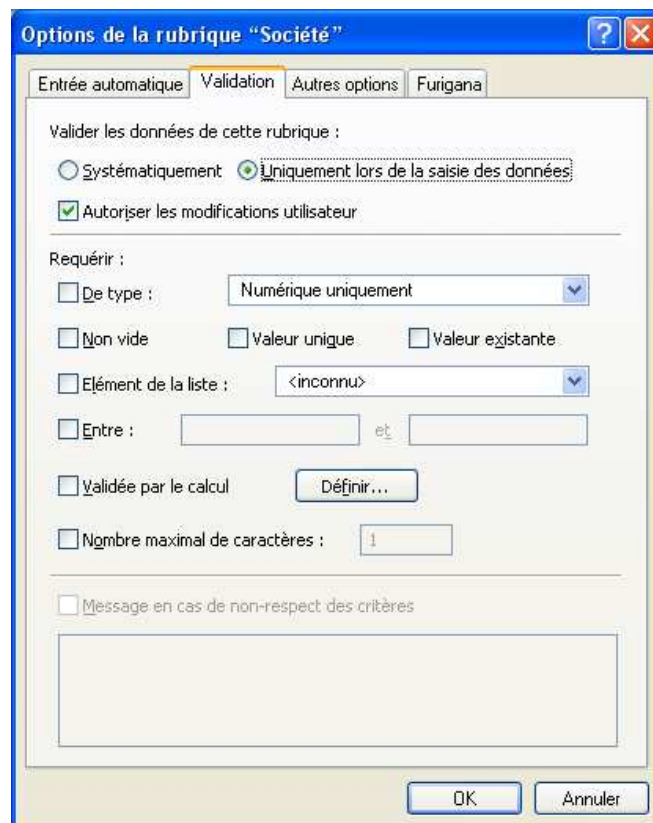 Options de la rubrique “Société”
Entrée automatique Validation Autres options Furigana
Valider les données de cette rubrique :
Systématiquement Uniquement lors de la saisie des données
Autoriser les modifications utilisateur
Requérir :
De type : Numérique uniquement
Non vide Valeur unique Valeur existante
Elément de la liste : <inconnu>
Entre : et
Validée par le calcul Définir...
Nombre maximal de caractères : 1
Message en cas de non-respect des critères
OK Annuler